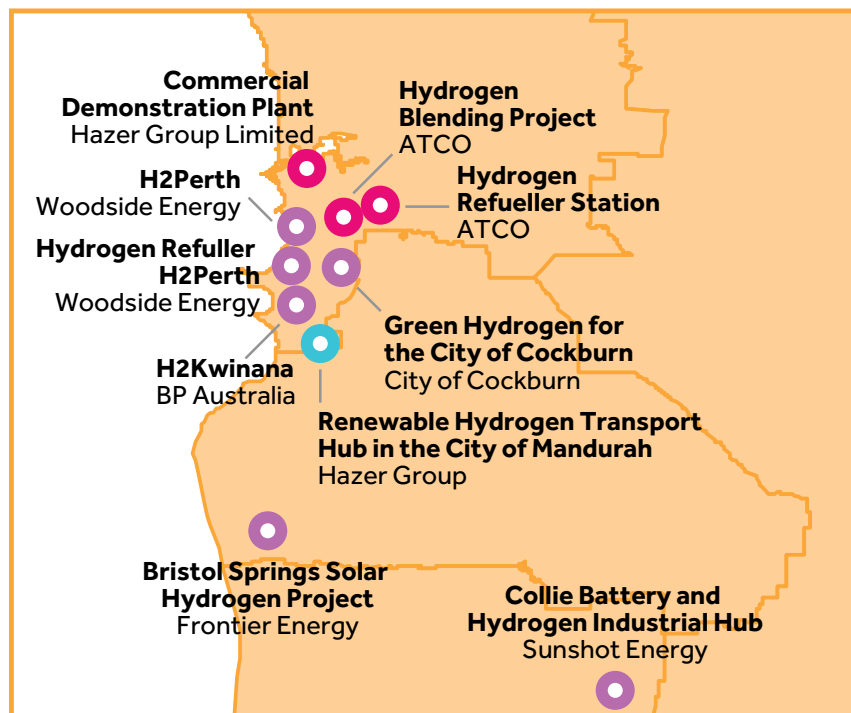 Commercial
Demonstration Plant
Hazer Group Limited
Hydrogen
Blending Project
ATCO
H2Perth
Woodside Energy
Hydrogen
Refueller Station
ATCO
Hydrogen Refuller
H2Perth
Woodside Energy
Green Hydrogen for
the City of Cockburn
City of Cockburn
H2Kwinana
BP Australia
Renewable Hydrogen Transport
Hub in the City of Mandurah
Hazer Group
Bristol Springs Solar
Hydrogen Project
Frontier Energy
Collie Battery and
Hydrogen Industrial Hub
Sunshot Energy